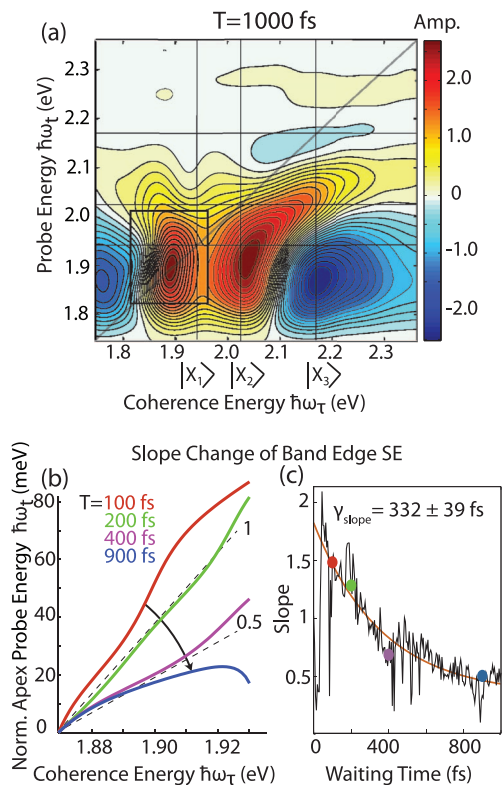 T=1000 fs
Amp.
(a)
Probe Energy ħω_t (eV)
2.3
2.2
2.1
2.0
1.9
1.8
2.0
1.0
0
-1.0
-2.0
1.8 1.9 2.0 2.1 2.2 2.3
|X₁⟩ |X₂⟩ |X₃⟩
Coherence Energy ħω_τ (eV)
Slope Change of Band Edge SE
(b)
Norm. Apex Probe Energy ħω_t (meV)
80
60
40
20
0
T= 100 fs
200 fs
400 fs
900 fs
1
0.5
1.88 1.90 1.92
Coherence Energy ħω_τ (eV)
(c)
γ_slope = 332 ± 39 fs
Slope
2
1.5
1.0
0.5
0 400 800
Waiting Time (fs)